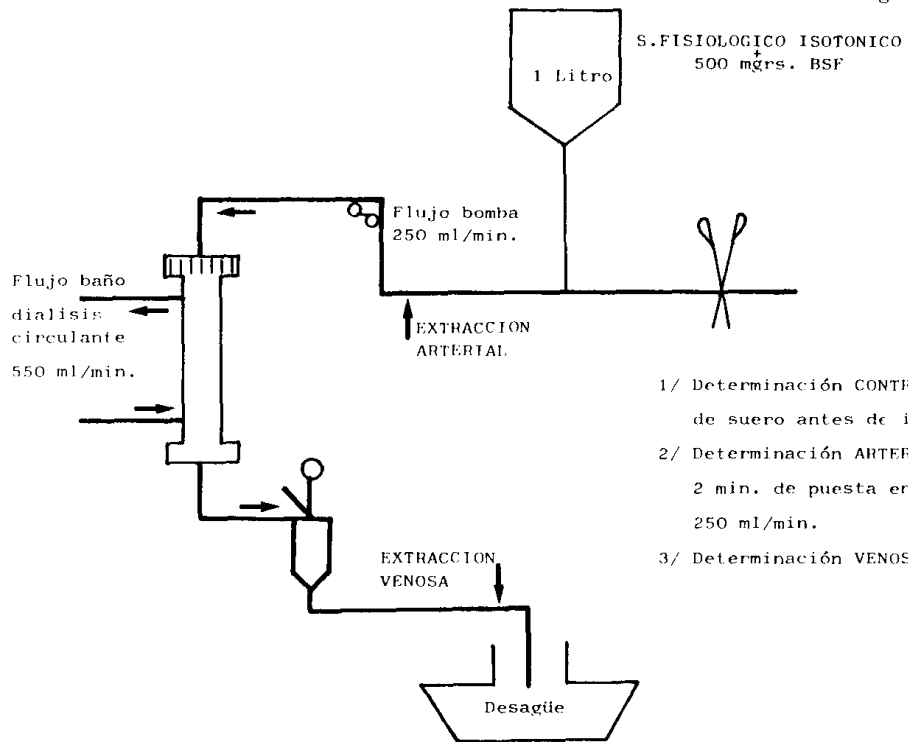 S.FISIOLOGICO ISOTONICO
+
500 mgrs. BSF
1 Litro
Flujo bomba
250 ml/min.
Flujo baño
dialisis
circulante
550 ml/min.
EXTRACCION
ARTERIAL
1/ Determinación
de suero antes de
2/ Determinación
2 min. de puesta
250 ml/min.
3/ Determinación
EXTRACCION
VENOSA
Desagüe